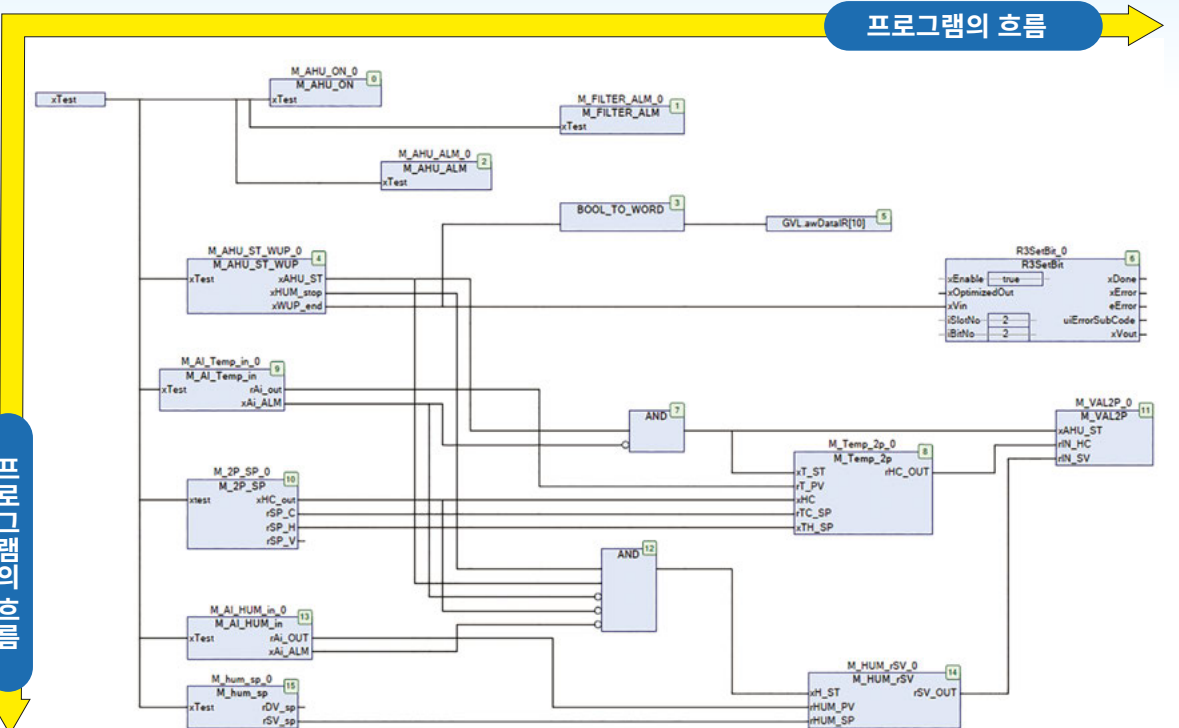 프로그램의 흐름
프로그램의 흐름
xTest
M_AHU_ON_0
0
M_AHU_ON
xTest
M_FILTER_ALM_0
1
M_FILTER_ALM
xTest
M_AHU_ALM_0
2
M_AHU_ALM
xTest
3
BOOL_TO_WORD
5
GVL.awDataIR[10]
M_AHU_ST_WUP_0
4
M_AHU_ST_WUP
xTest xAHU_ST
xHUM_stop
xWUP_end
R3SetBit_0
6
R3SetBit
xEnable true xDone
xOptimizedOut xError
xVin eError
iSlotNo 2 uiErrorSubCode
iBitNo 2 xVout
M_AI_Temp_in_0
9
M_AI_Temp_in
xTest rAi_out
xAi_ALM
7
AND
M_VAL2P_0
11
M_VAL2P
xAHU_ST
rIN_HC
rIN_SV
M_Temp_2p_0
8
M_Temp_2p
xT_ST rHC_OUT
rT_PV
xHC
rTC_SP
xTH_SP
M_2P_SP_0
10
M_2P_SP
xtest xHC_out
rSP_C
rSP_H
rSP_V
12
AND
M_AI_HUM_in_0
13
M_AI_HUM_in
xTest rAi_OUT
xAi_ALM
M_HUM_rSV_0
14
M_HUM_rSV
xH_ST rSV_OUT
rHUM_PV
rHUM_SP
M_hum_sp_0
15
M_hum_sp
xTest rDV_sp
rSV_sp